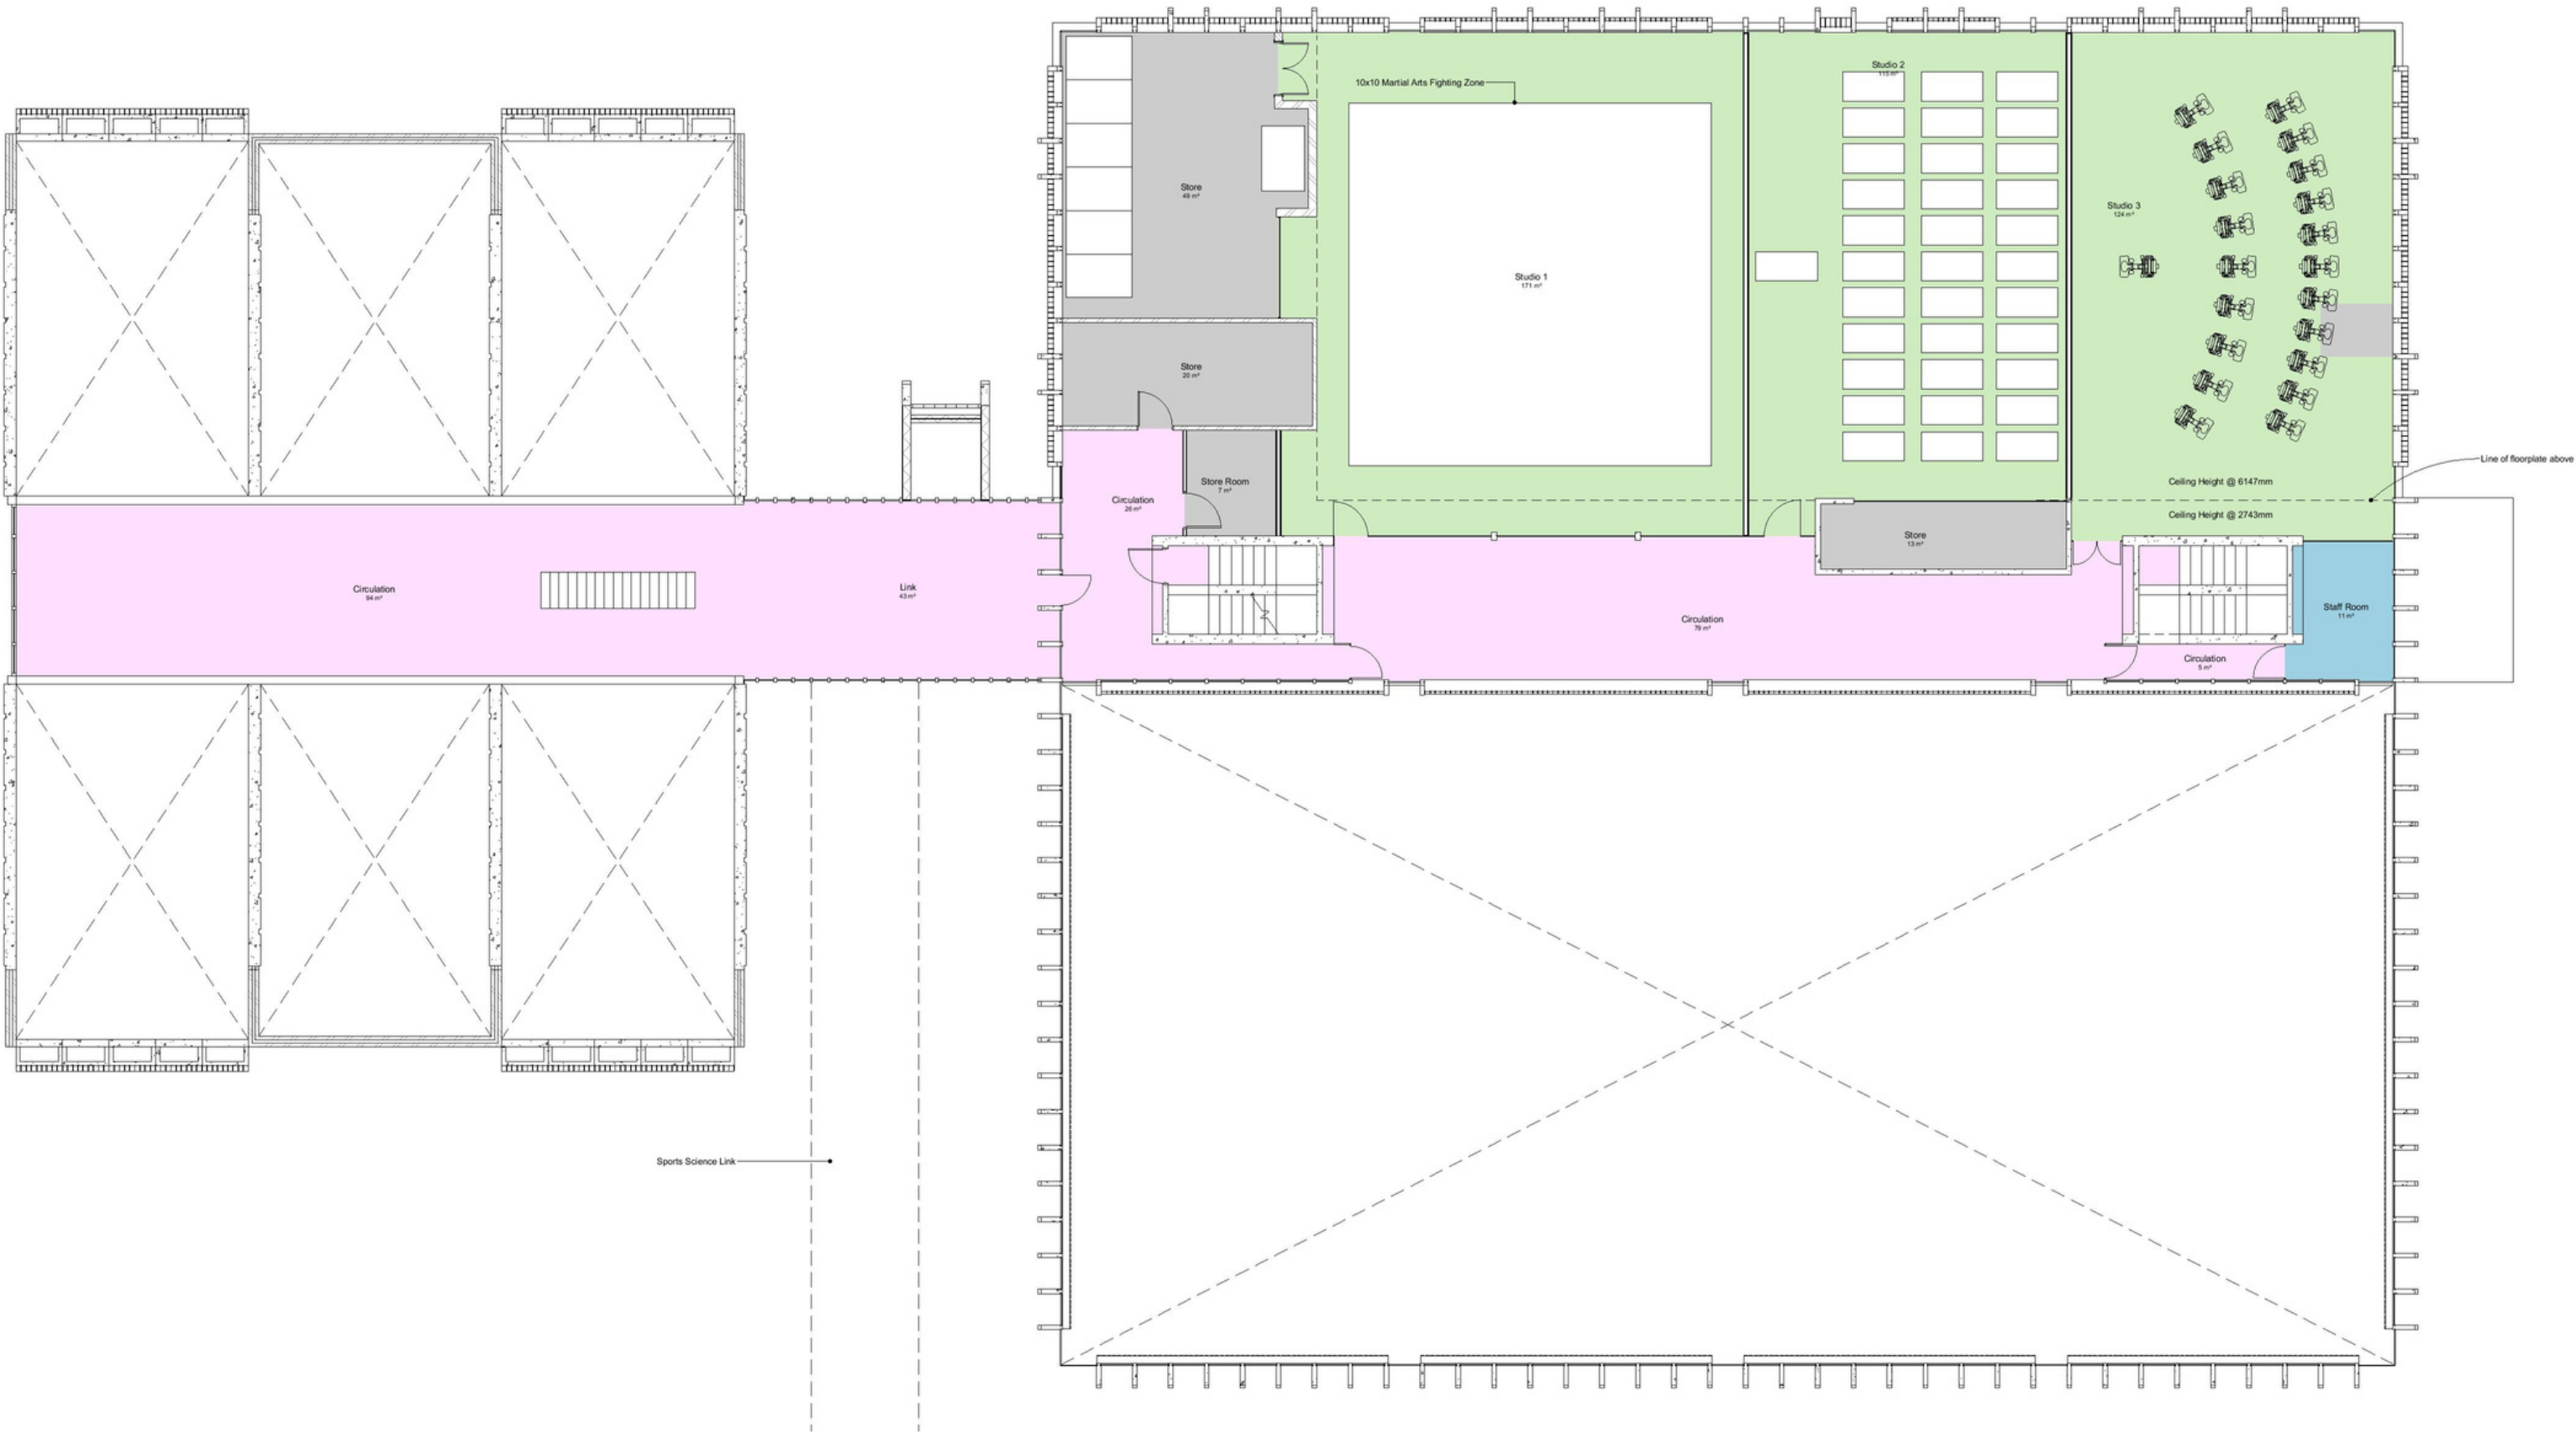 Studio 2
115 m²
10x10 Martial Arts Fighting Zone
Store
49 m²
Studio 3
124 m²
Studio 1
171 m²
Store
20 m²
Line of floorplate above
Store Room
7 m²
Ceiling Height @ 6147mm
Circulation
26 m²
Ceiling Height @ 2743mm
Store
13 m²
Circulation
94 m²
Link
43 m²
Circulation
79 m²
Staff Room
11 m²
Circulation
5 m²
Sports Science Link